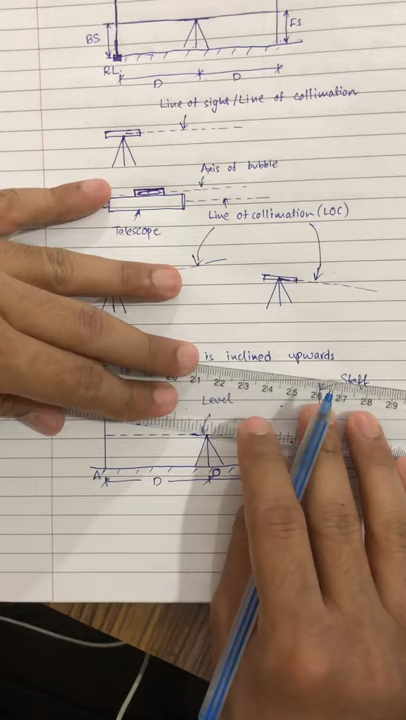 BS
FS
RL
D D
Line of sight/Line of collimation
Axis of bubble
Line of collimation (LOC)
Telescope
is inclined upwards
21 22 23 24 25 26 27 28 29
Staff
Level
A
D
O